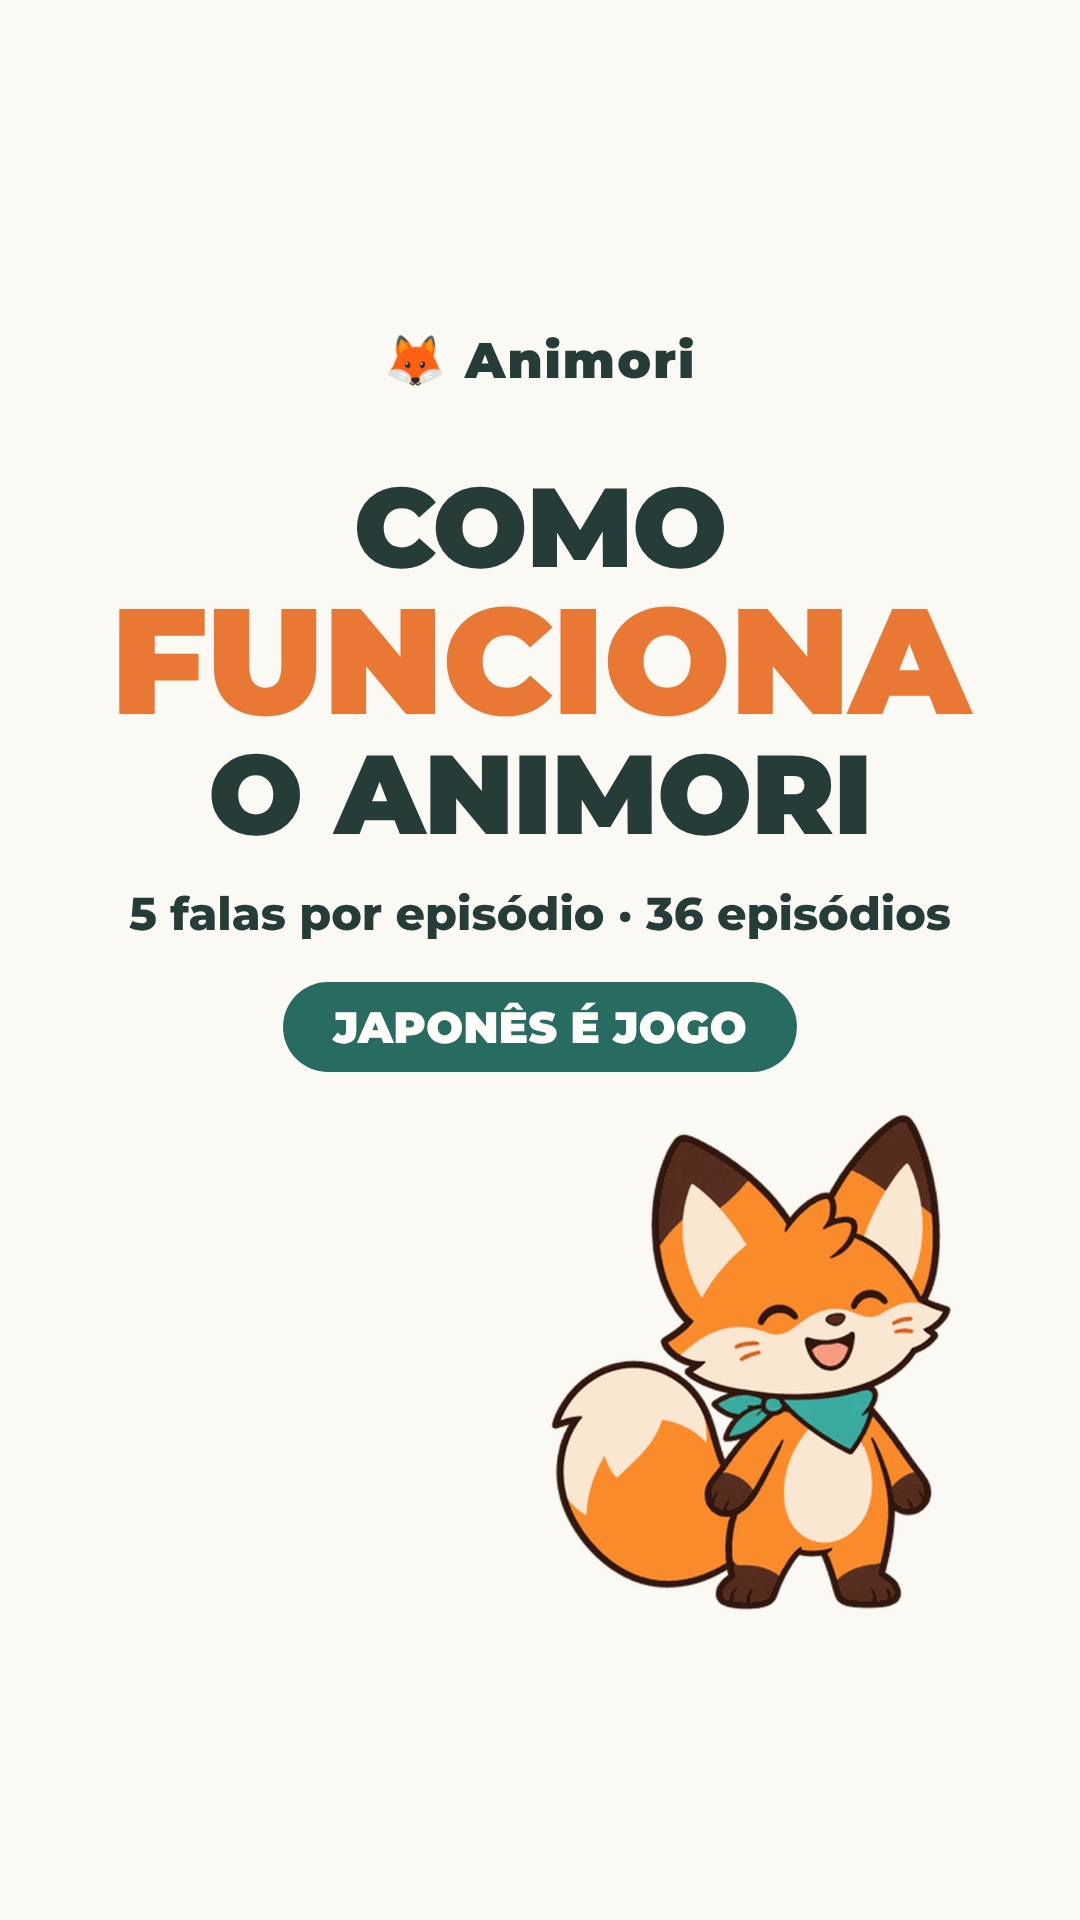 🦊 Animori
COMO
FUNCIONA
O ANIMORI
5 falas por episódio • 36 episódios
JAPONÊS É JOGO